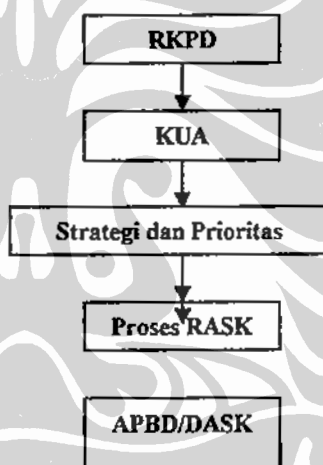 RKPD
KUA
Strategi dan Prioritas
Proses RASK
APBD/DASK